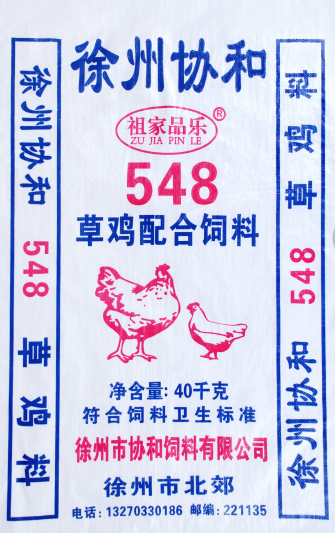 徐州协和
祖家品乐®
ZU JIA PIN LE
548
草鸡配合饲料
净含量: 40千克
符合饲料卫生标准
徐州市协和饲料有限公司
徐州市北郊
电话: 13270330186 邮编: 221135
徐州协和 548 草鸡料
徐州协和 548 草鸡料